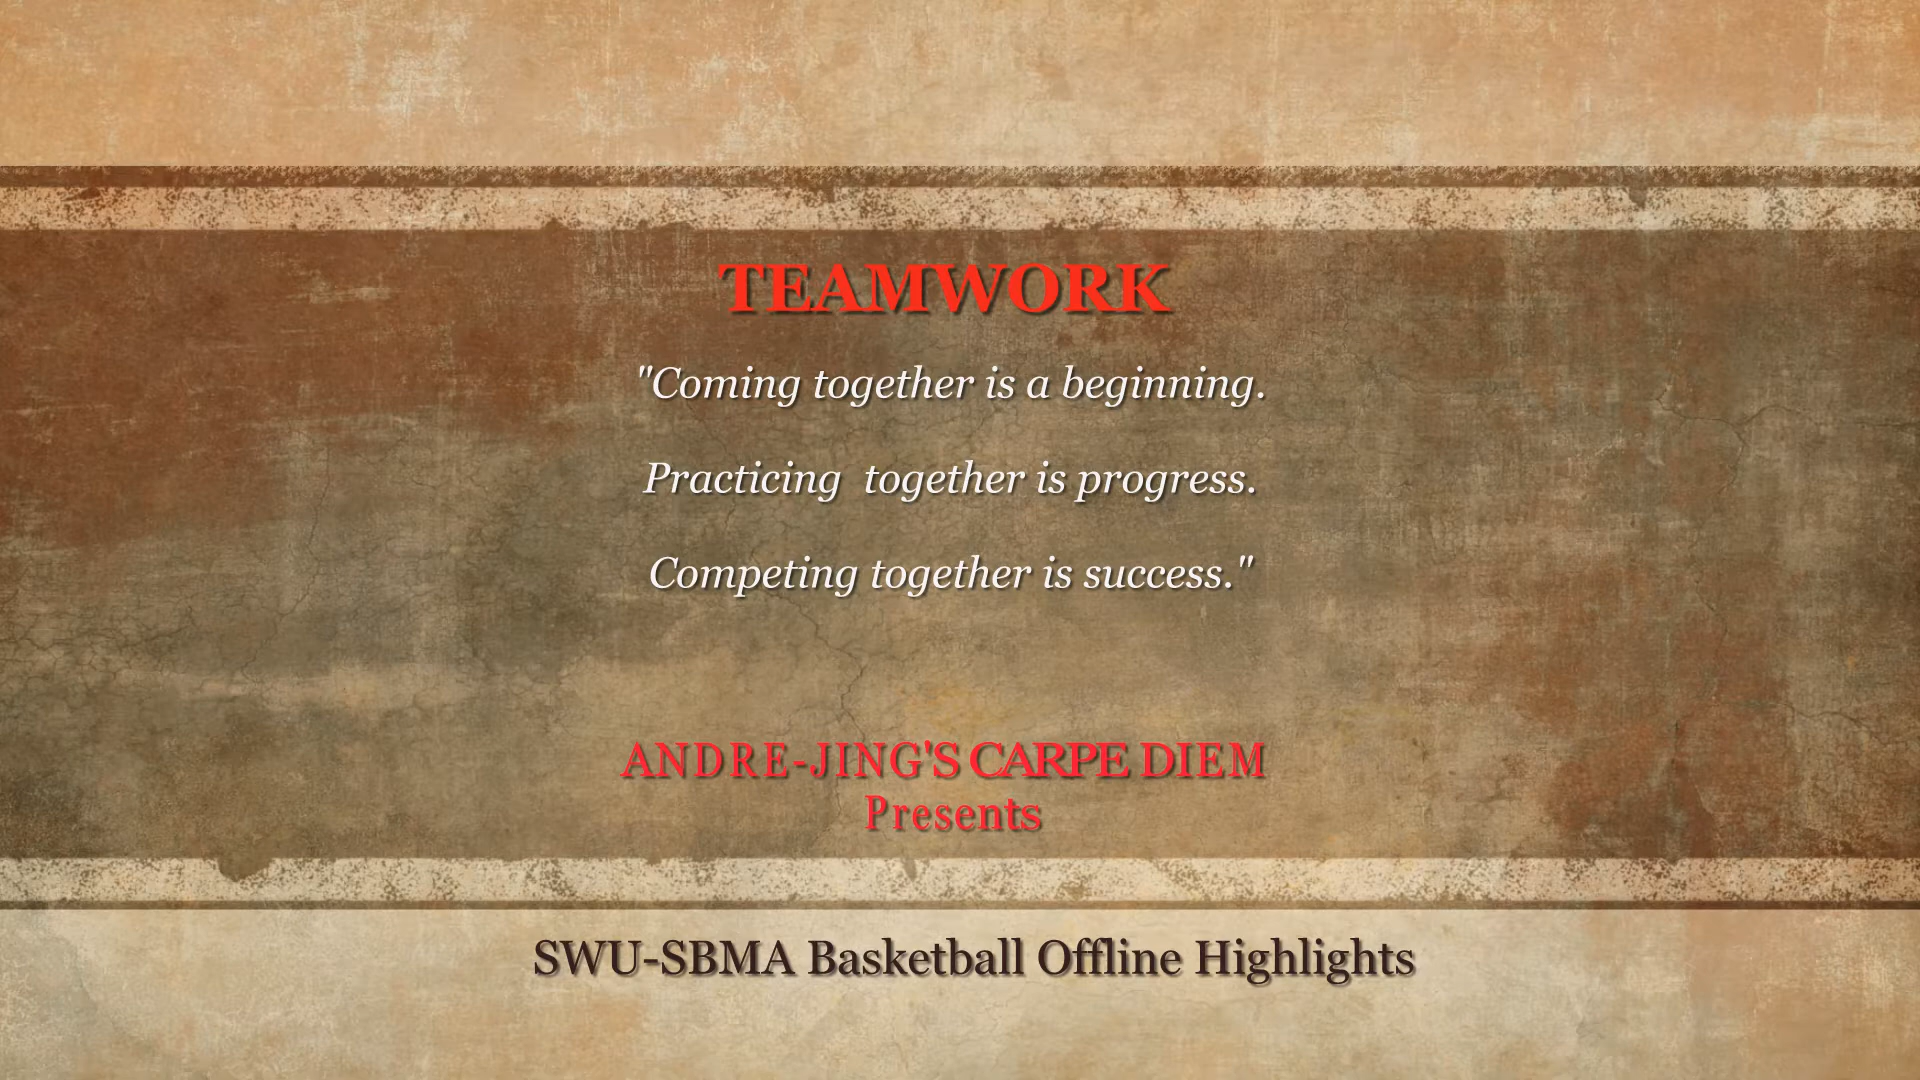 TEAMWORK
"Coming together is a beginning.
Practicing  together is progress.
Competing together is success."
ANDRE-JING'S CARPE DIEM
Presents
SWU-SBMA Basketball Offline Highlights